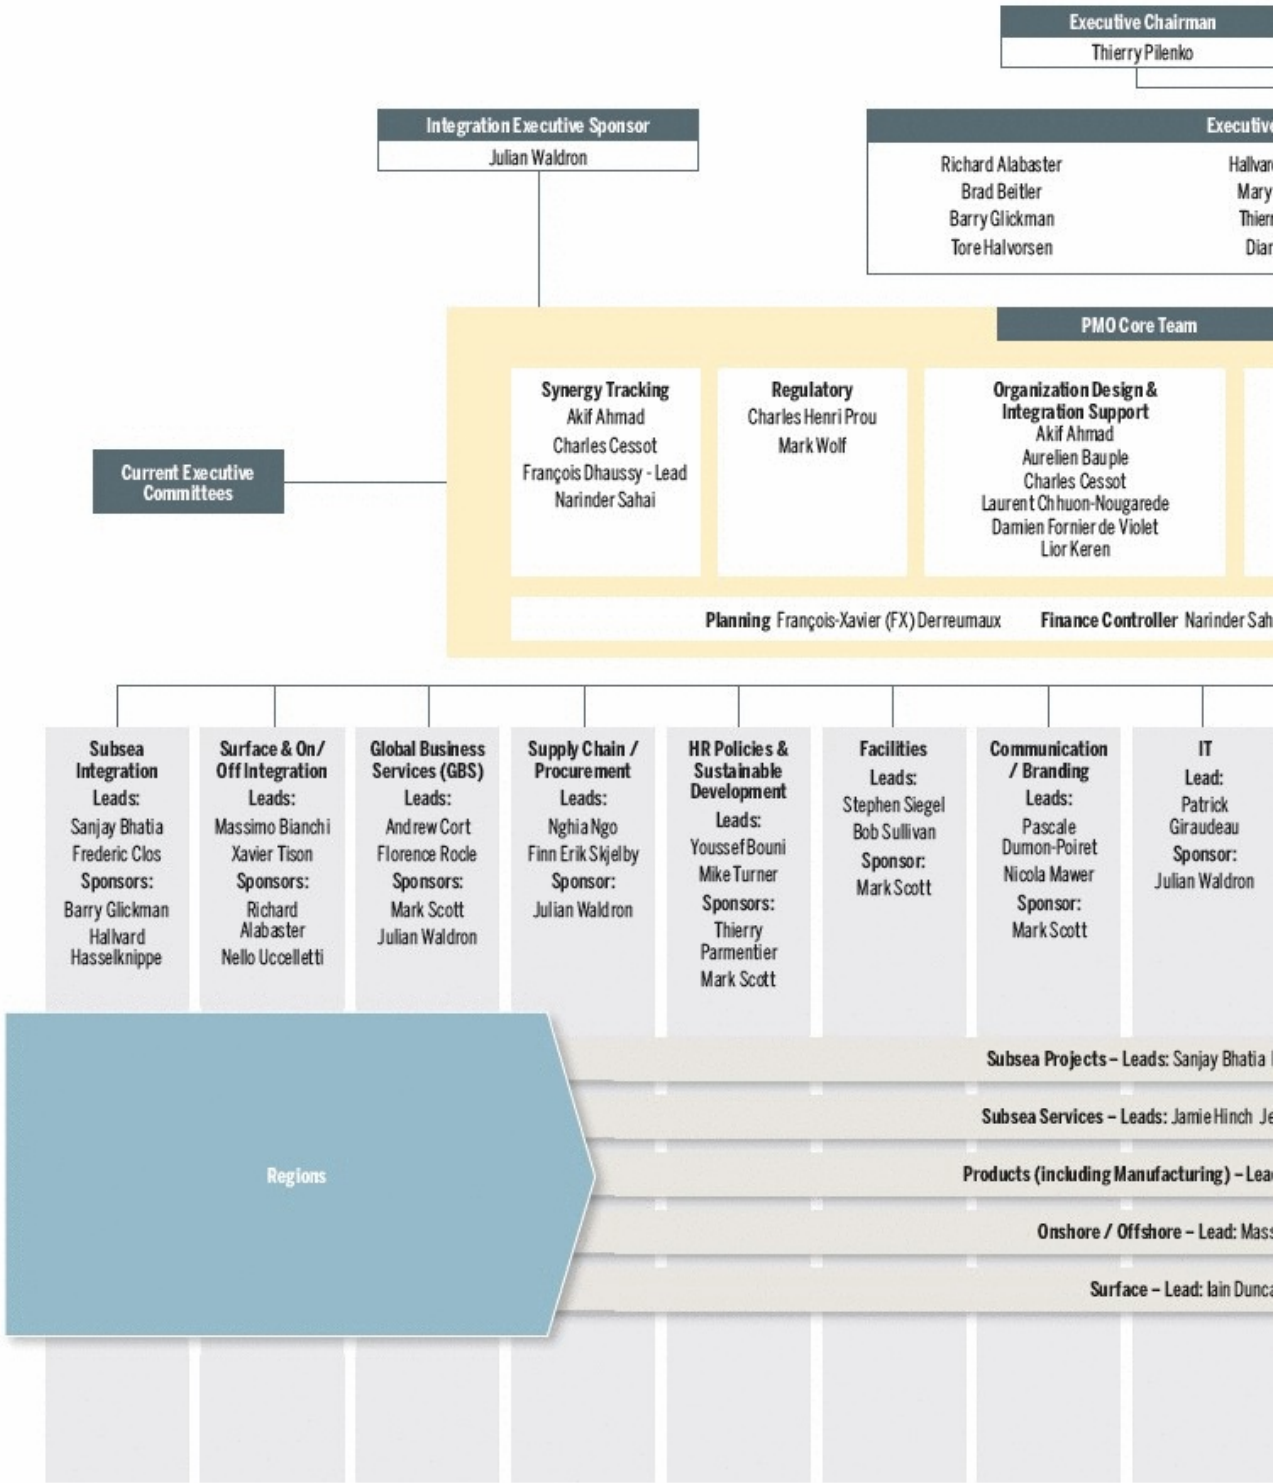 Executive Chairman
Thierry Pilenko
Integration Executive Sponsor
Julian Waldron
Executive
Richard Alabaster
Brad Beitler
Barry Glickman
Tore Halvorsen
Mary
PMO Core Team
Synergy Tracking
Akif Ahmad
Charles Cessot
François Dhaussy - Lead
Narinder Sahai
Regulatory
Charles Henri Prou
Mark Wolf
Organization Design &
Integration Support
Akif Ahmad
Aurelien Bauple
Charles Cessot
Laurent Chhuon-Nougarede
Damien Fornier de Violet
Lior Keren
Current Executive
Committees
Planning François-Xavier (FX) Derreumaux
Finance Controller Narinder Sah
Subsea
Integration
Leads:
Sanjay Bhatia
Frederic Clos
Sponsors:
Barry Glickman
Hallvard
Hasselknippe
Surface & On/
Off Integration
Leads:
Massimo Bianchi
Xavier Tison
Sponsors:
Richard
Alabaster
Nello Uccelletti
Global Business
Services (GBS)
Leads:
Andrew Cort
Florence Rocle
Sponsors:
Mark Scott
Julian Waldron
Supply Chain /
Procurement
Leads:
Nghia Ngo
Finn Erik Skjelby
Sponsor:
Julian Waldron
HR Policies &
Sustainable
Development
Leads:
Youssef Bouni
Mike Turner
Sponsors:
Thierry
Parmentier
Mark Scott
Facilities
Leads:
Stephen Siegel
Bob Sullivan
Sponsor:
Mark Scott
Communication
/ Branding
Leads:
Pascale
Dumon-Poiret
Nicola Mawer
Sponsor:
Mark Scott
IT
Lead:
Patrick
Giraudeau
Sponsor:
Julian Waldron
Regions
Subsea Projects – Leads: Sanjay Bhatia
Subsea Services – Leads: Jamie Hinch Je
Products (including Manufacturing) – Lea
Onshore / Offshore – Lead: Mass
Surface – Lead: Iain Dunca